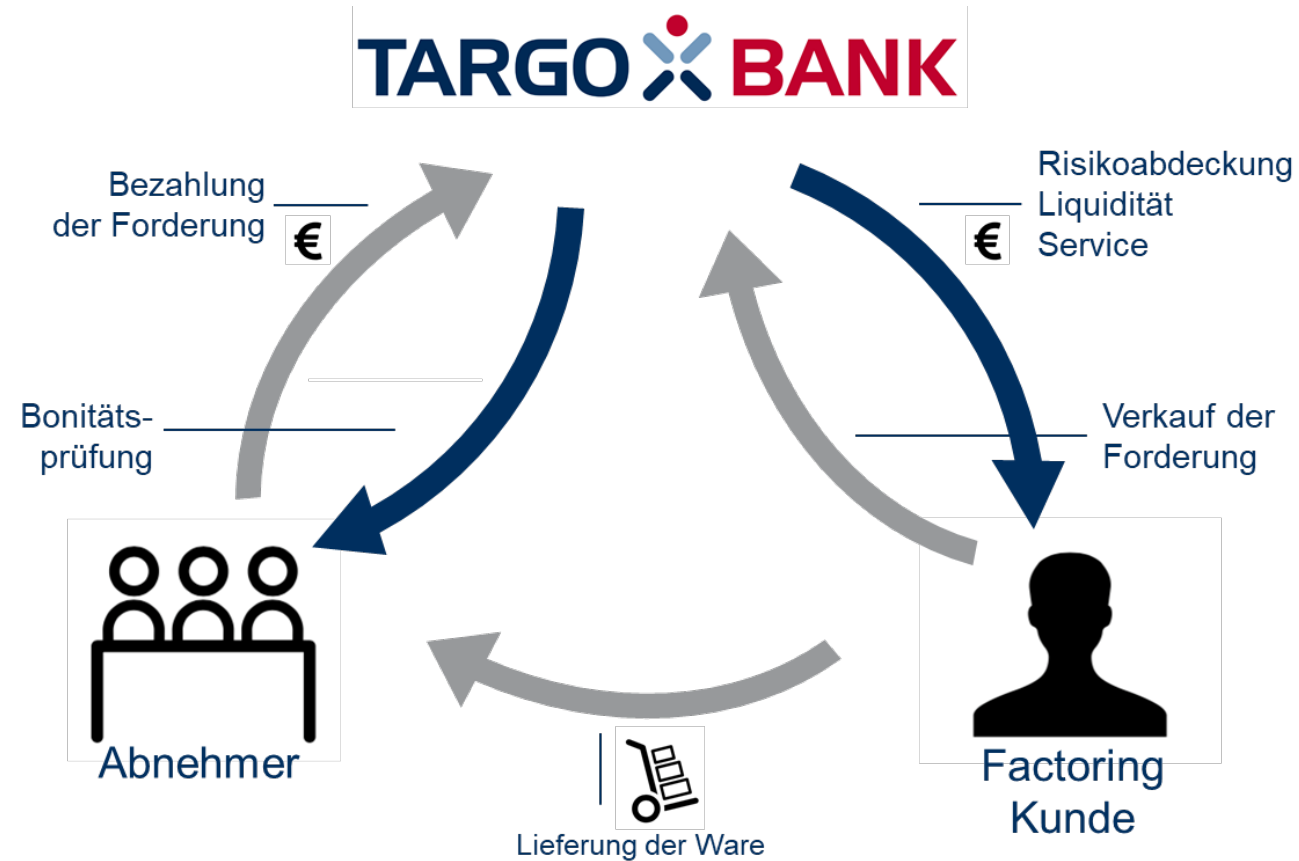 TARGO BANK
Bezahlung
der Forderung
€
Risikoabdeckung
Liquidität
Service
€
Bonitäts-
prüfung
Verkauf der
Forderung
Abnehmer
Factoring
Kunde
Lieferung der Ware